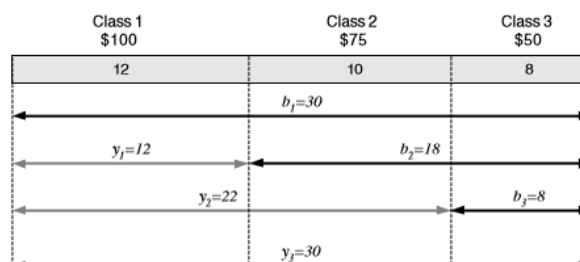 Class 1 Class 2 Class 3
$100 $75 $50
12 10 8
b₁=30
y₁=12 b₂=18
y₂=22 b₃=8
y₃=30